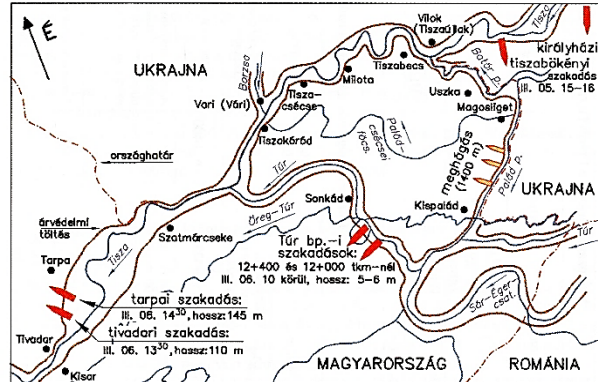 É
UKRAJNA
országhatár
árvédelmi
töltés
Tarpa
Tivadar
Kisar
Tisza
Szatmárcseke
tarpai szakadás:
III. 06. 14³⁰, hossz: 145 m
tivadari szakadás:
III. 06. 13³⁰, hossz: 110 m
Borzsa
Vari (Vári)
Tiszakóród
Tisza-
csécse
Milota
Tiszabecs
Vilok
(Tiszaújlak)
Tisza
Batár p.
királyházi
tiszabökényi
szakadás
III. 05. 15-16
Uszka
Magosliget
Palád-
csécsei
főcs.
meghágás
(1400 m)
Palád p.
Kispalád
UKRAJNA
Túr
Túr
Sonkád
Öreg-Túr
Túr bp.-i
szakadások:
12+400 és 12+000 tkm-nél
III. 06. 10 körül, hossz: 5-6 m
Sár-Éger-
csat.
MAGYARORSZÁG
ROMÁNIA